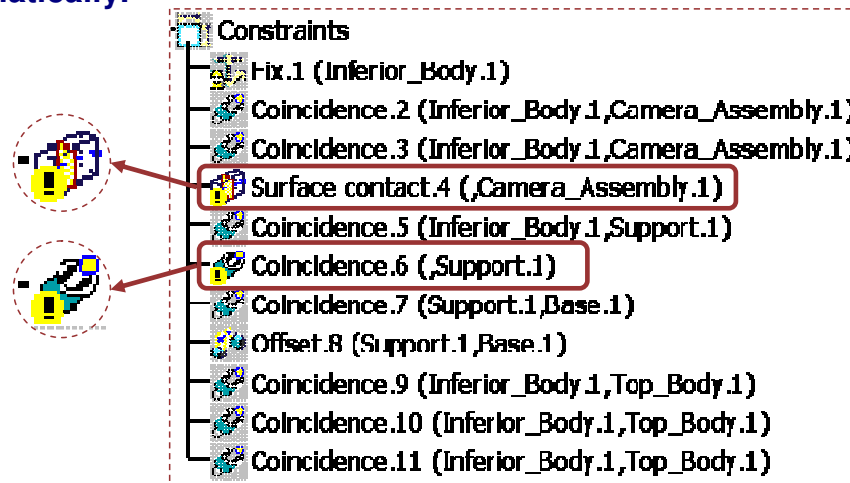 Constraints
Fix.1 (Inferior_Body.1)
Coincidence.2 (Inferior_Body.1,Camera_Assembly.1)
Coincidence.3 (Inferior_Body.1,Camera_Assembly.1)
Surface contact.4 (,Camera_Assembly.1)
Coincidence.5 (Inferior_Body.1,Support.1)
Coincidence.6 (,Support.1)
Coincidence.7 (Support.1,Base.1)
Offset.8 (Support.1,Base.1)
Coincidence.9 (Inferior_Body.1,Top_Body.1)
Coincidence.10 (Inferior_Body.1,Top_Body.1)
Coincidence.11 (Inferior_Body.1,Top_Body.1)